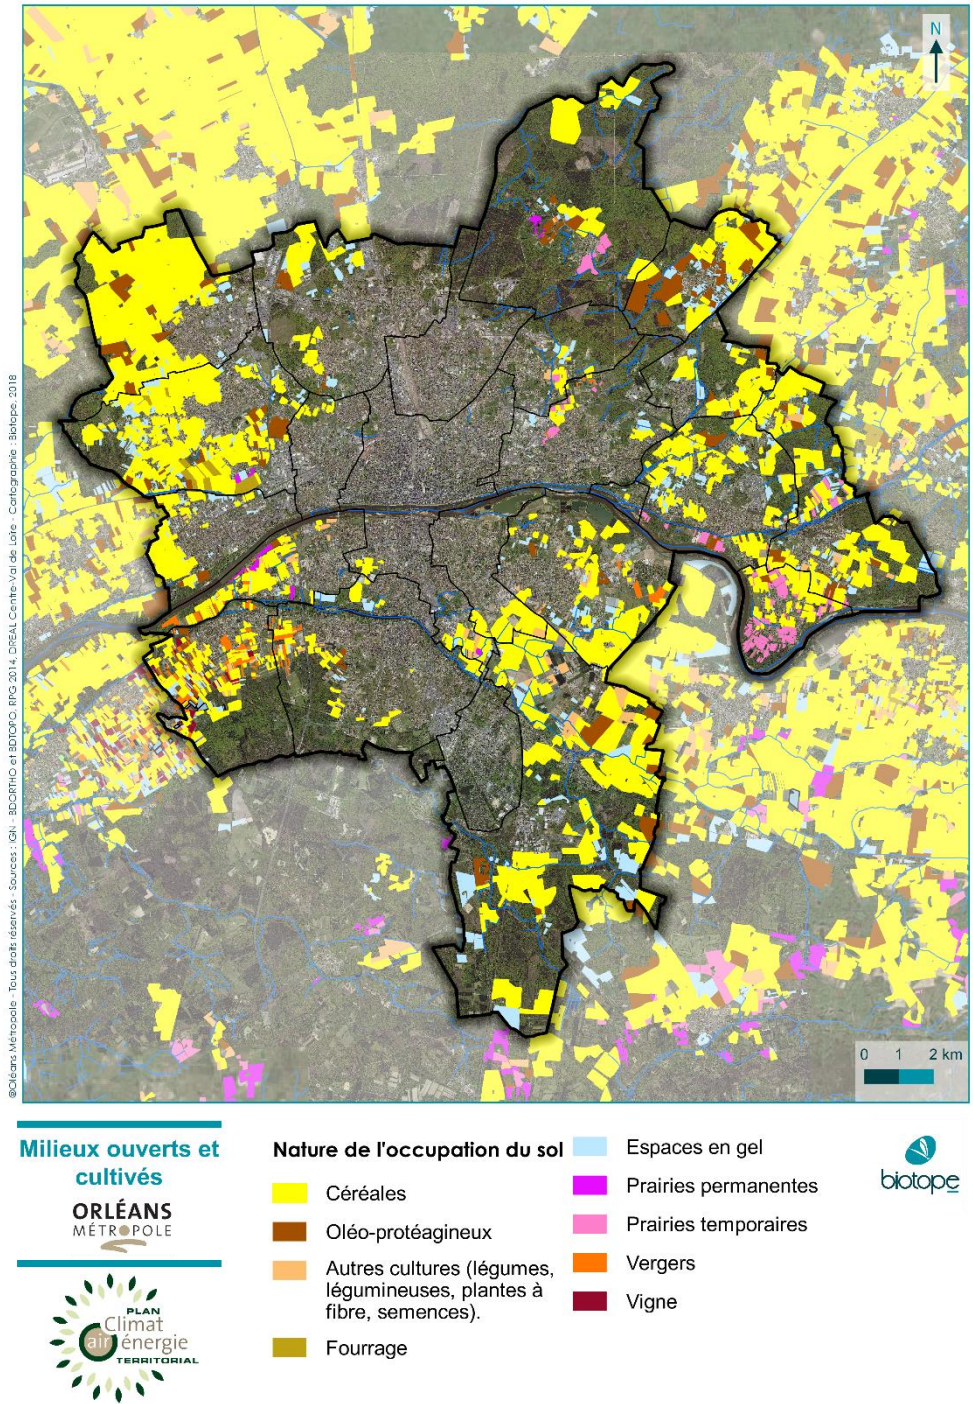 N
©Oléans Métropole - Tous droits réservés - Sources : IGN - BDORTHO et BDTOPO, RPG 2014, DREAL Centre-Val de Loire - Cartographie : Biotope, 2018
0 1 2 km
Milieux ouverts et
cultivés
ORLÉANS
MÉTROPOLE
PLAN
Climat
air énergie
TERRITORIAL
Nature de l'occupation du sol
Céréales
Oléo-protéagineux
Autres cultures (légumes,
légumineuses, plantes à
fibre, semences).
Fourrage
Espaces en gel
Prairies permanentes
Prairies temporaires
Vergers
Vigne
biotope